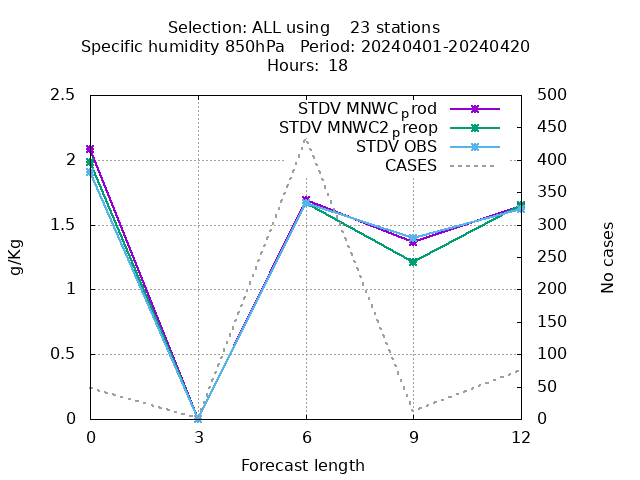 Selection: ALL using    23 stations
Specific humidity 850hPa   Period: 20240401-20240420
Hours:  18
STDV MNWC_prod
STDV MNWC2_preop
STDV OBS
CASES
2.5
2
1.5
1
0.5
0
500
450
400
350
300
250
200
150
100
50
0
g/Kg
No cases
0 3 6 9 12
Forecast length